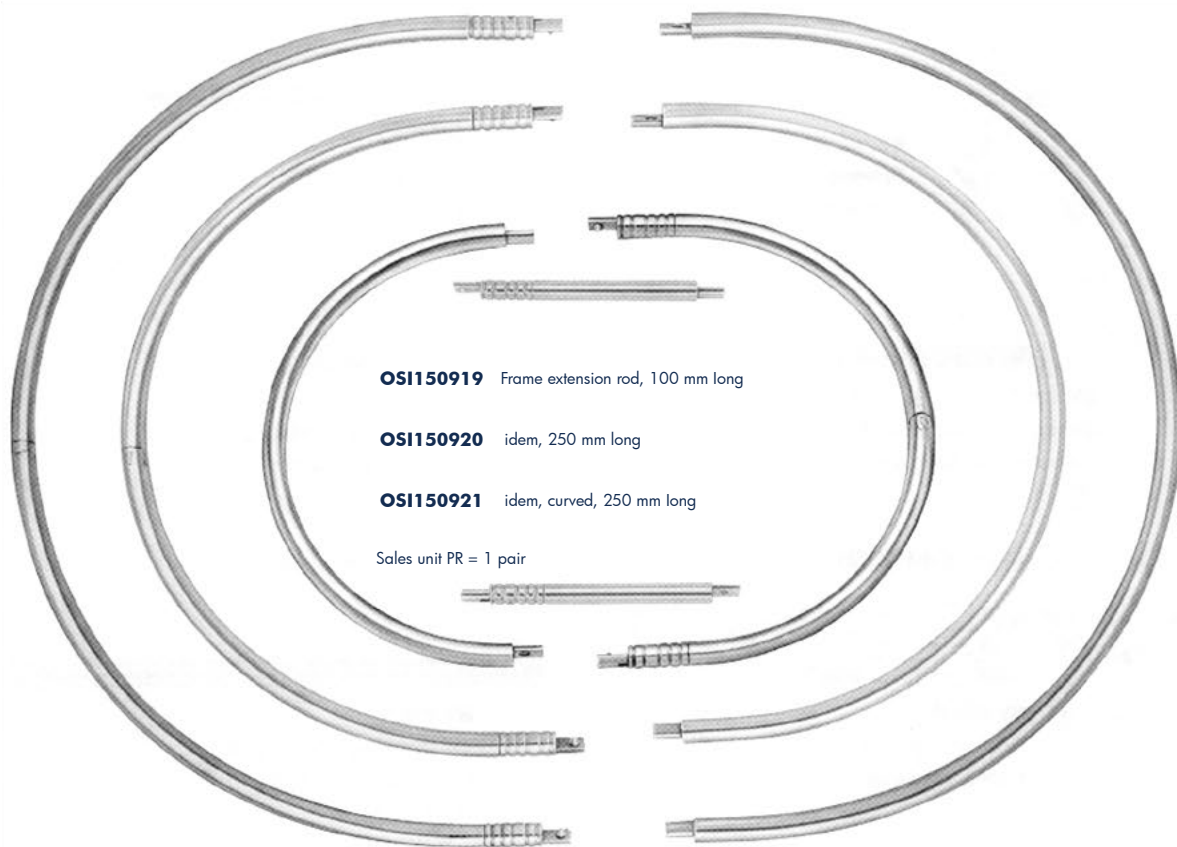 OSI150919 Frame extension rod, 100 mm long
OSI150920 idem, 250 mm long
OSI150921 idem, curved, 250 mm long
Sales unit PR = 1 pair